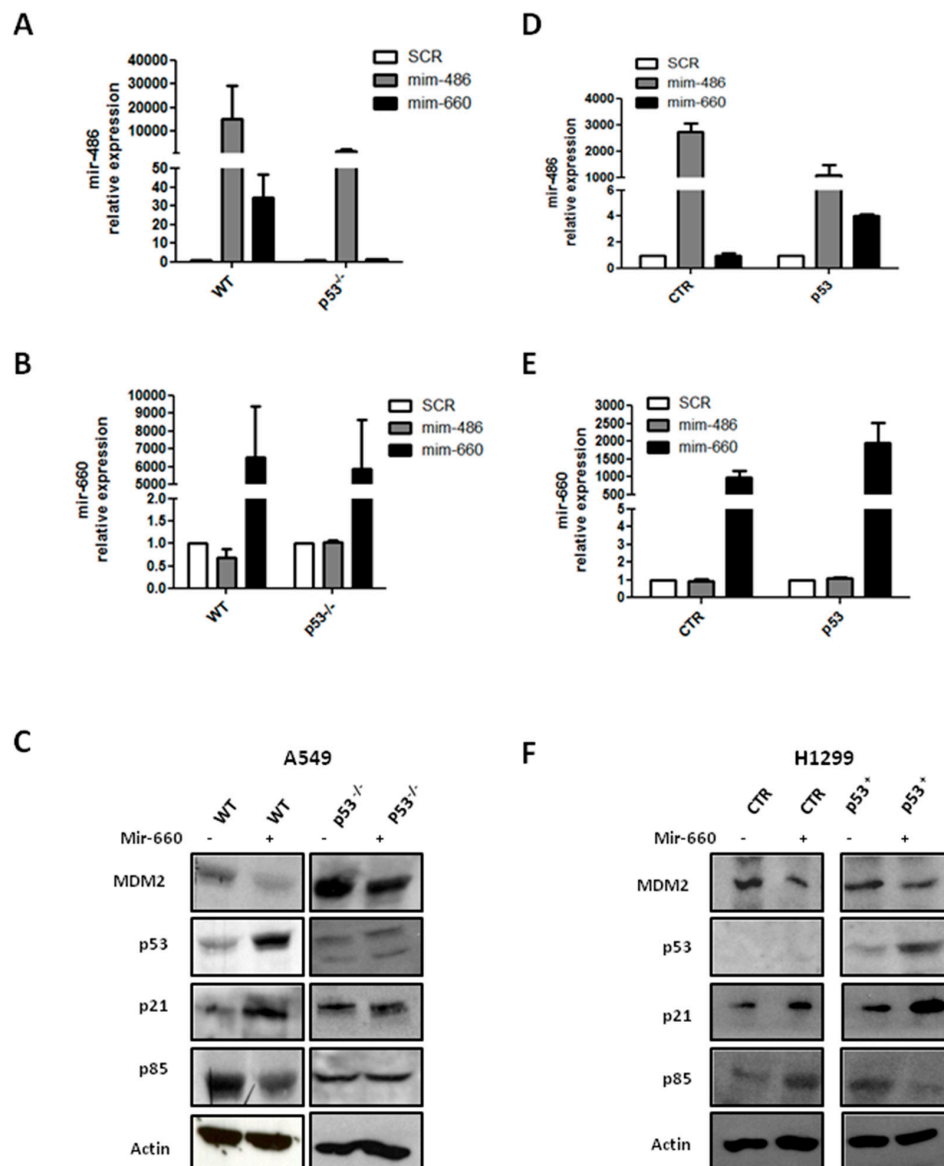 A
SCR
mim-486
mim-660
mir-486
relative expression
40000
30000
20000
10000
50
40
30
20
10
0
WT
p53-/-
D
SCR
mim-486
mim-660
mir-486
relative expression
4000
3000
2000
1000
6
4
2
0
CTR
p53
B
SCR
mim-486
mim-660
mir-660
relative expression
10000
9000
8000
7000
6000
5000
2.0
1.5
1.0
0.5
0.0
WT
p53-/-
E
SCR
mim-486
mim-660
mir-660
relative expression
3000
2500
2000
1500
1000
500
5
4
3
2
1
0
CTR
p53
C
A549
WT WT p53-/- p53-/-
Mir-660 - + - +
MDM2
p53
p21
p85
Actin
F
H1299
CTR CTR p53+ p53+
Mir-660 - + - +
MDM2
p53
p21
p85
Actin